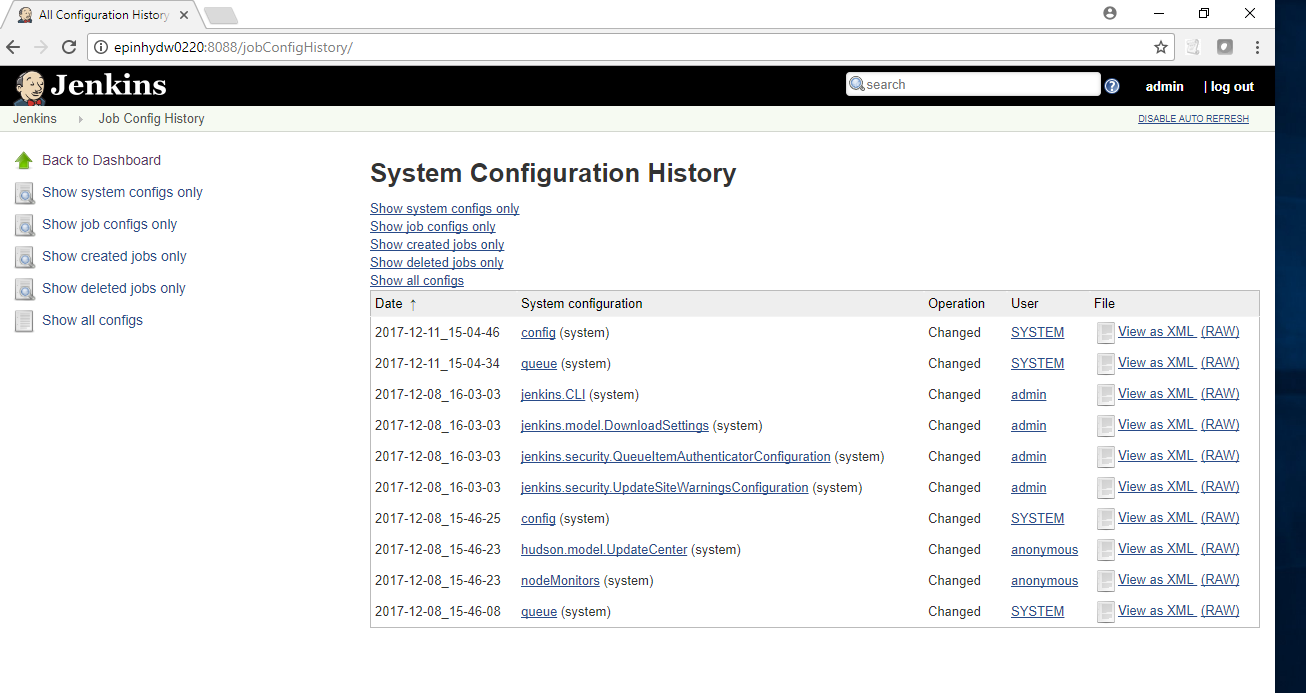 All Configuration History
epinhydw0220:8088/jobConfigHistory/
Jenkins
search
admin | log out
Jenkins Job Config History
DISABLE AUTO REFRESH
Back to Dashboard
Show system configs only
Show job configs only
Show created jobs only
Show deleted jobs only
Show all configs
System Configuration History
Show system configs only
Show job configs only
Show created jobs only
Show deleted jobs only
Show all configs
Date ↑ System configuration Operation User File
2017-12-11_15-04-46 config (system) Changed SYSTEM View as XML (RAW)
2017-12-11_15-04-34 queue (system) Changed SYSTEM View as XML (RAW)
2017-12-08_16-03-03 jenkins.CLI (system) Changed admin View as XML (RAW)
2017-12-08_16-03-03 jenkins.model.DownloadSettings (system) Changed admin View as XML (RAW)
2017-12-08_16-03-03 jenkins.security.QueueItemAuthenticatorConfiguration (system) Changed admin View as XML (RAW)
2017-12-08_16-03-03 jenkins.security.UpdateSiteWarningsConfiguration (system) Changed admin View as XML (RAW)
2017-12-08_15-46-25 config (system) Changed SYSTEM View as XML (RAW)
2017-12-08_15-46-23 hudson.model.UpdateCenter (system) Changed anonymous View as XML (RAW)
2017-12-08_15-46-23 nodeMonitors (system) Changed anonymous View as XML (RAW)
2017-12-08_15-46-08 queue (system) Changed SYSTEM View as XML (RAW)